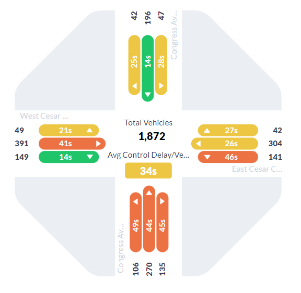 42 196 47
25s 14s 28s
Congress Av...
West Cesar ...
Total Vehicles
1,872
49 21s
391 41s
149 14s
27s 42
26s 304
46s 141
Avg Control Delay/Ve...
34s
East Cesar C...
Congress Av...
49s 44s 45s
106 270 135